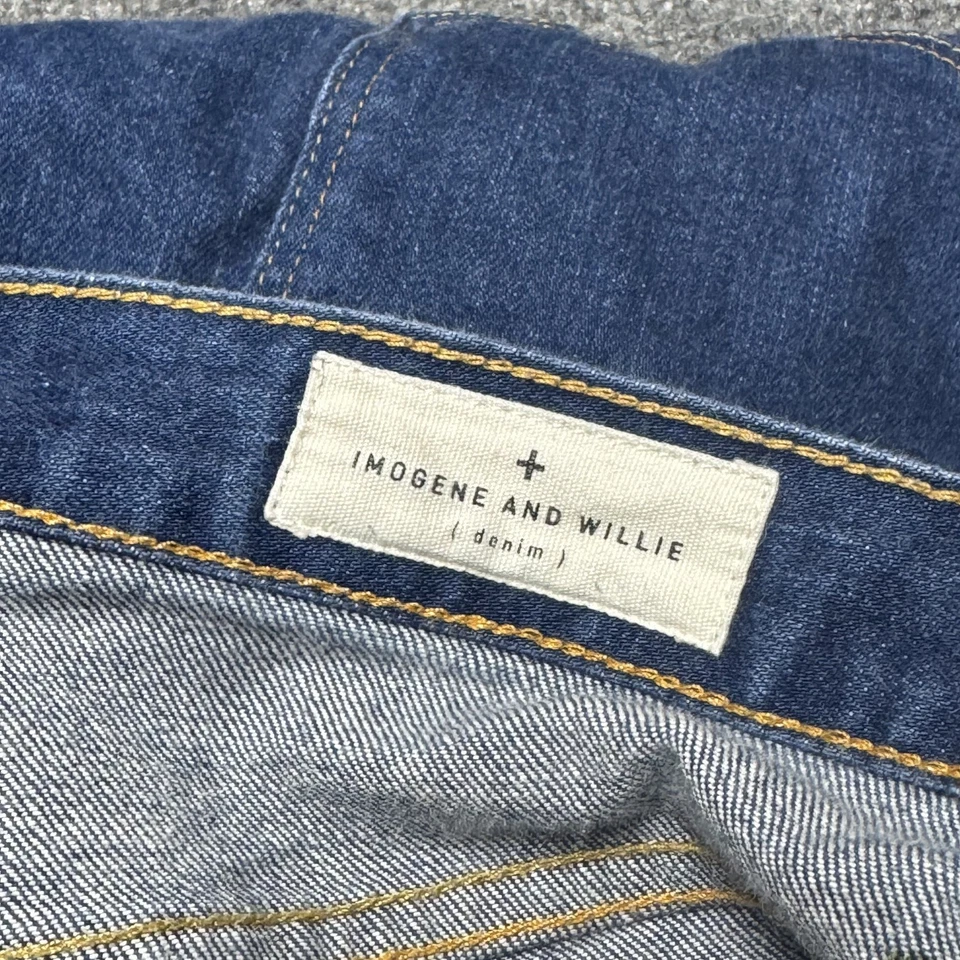 +
IMOGENE AND WILLIE
( denim )